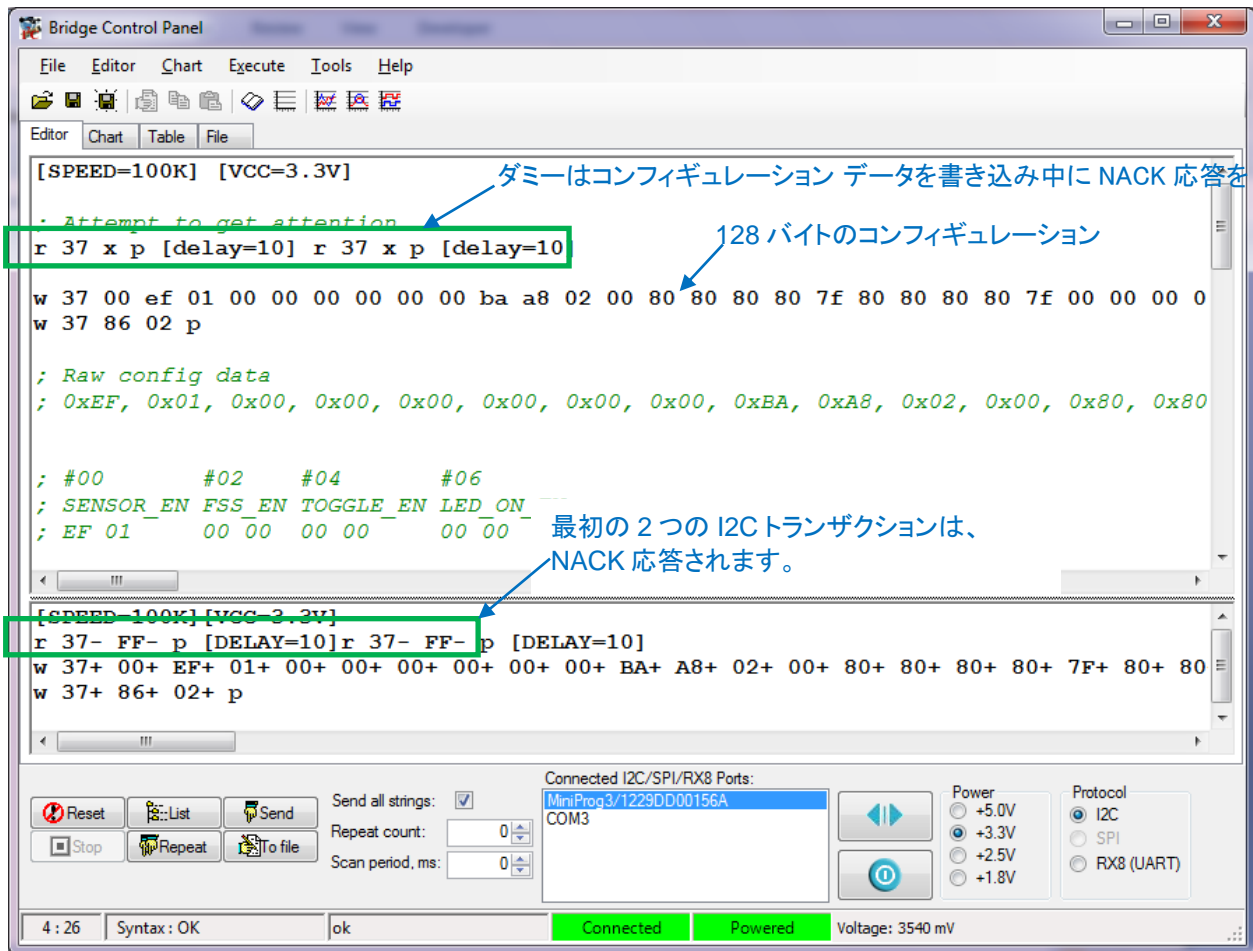 Bridge Control Panel
File Editor Chart Execute Tools Help
Editor Chart Table File
[SPEED=100K] [VCC=3.3V]
ダミーはコンフィギュレーション データを書き込み中に NACK 応答を
; Attempt to get attention
r 37 x p [delay=10] r 37 x p [delay=10
128 バイトのコンフィギュレーション
w 37 00 ef 01 00 00 00 00 00 00 ba a8 02 00 80 80 80 80 7f 80 80 80 80 7f 00 00 00 0
w 37 86 02 p
; Raw config data
; 0xEF, 0x01, 0x00, 0x00, 0x00, 0x00, 0x00, 0x00, 0xBA, 0xA8, 0x02, 0x00, 0x80, 0x80
; #00 #02 #04 #06
; SENSOR_EN FSS_EN TOGGLE_EN LED_ON_
; EF 01 00 00 00 00 00 00
最初の 2 つの I2C トランザクションは、
NACK 応答されます。
[SPEED=100K][VCC=3.3V]
r 37- FF- p [DELAY=10]r 37- FF- p [DELAY=10]
w 37+ 00+ EF+ 01+ 00+ 00+ 00+ 00+ 00+ 00+ BA+ A8+ 02+ 00+ 80+ 80+ 80+ 80+ 7F+ 80+ 80
w 37+ 86+ 02+ p
Connected I2C/SPI/RX8 Ports:
Reset List Send
Send all strings:
MiniProg3/1229DD00156A
COM3
Power
Protocol
+5.0V
I2C
Stop Repeat To file
Repeat count: 0
+3.3V
SPI
Scan period, ms: 0
+2.5V
RX8 (UART)
+1.8V
4 : 26 Syntax : OK ok Connected Powered Voltage: 3540 mV